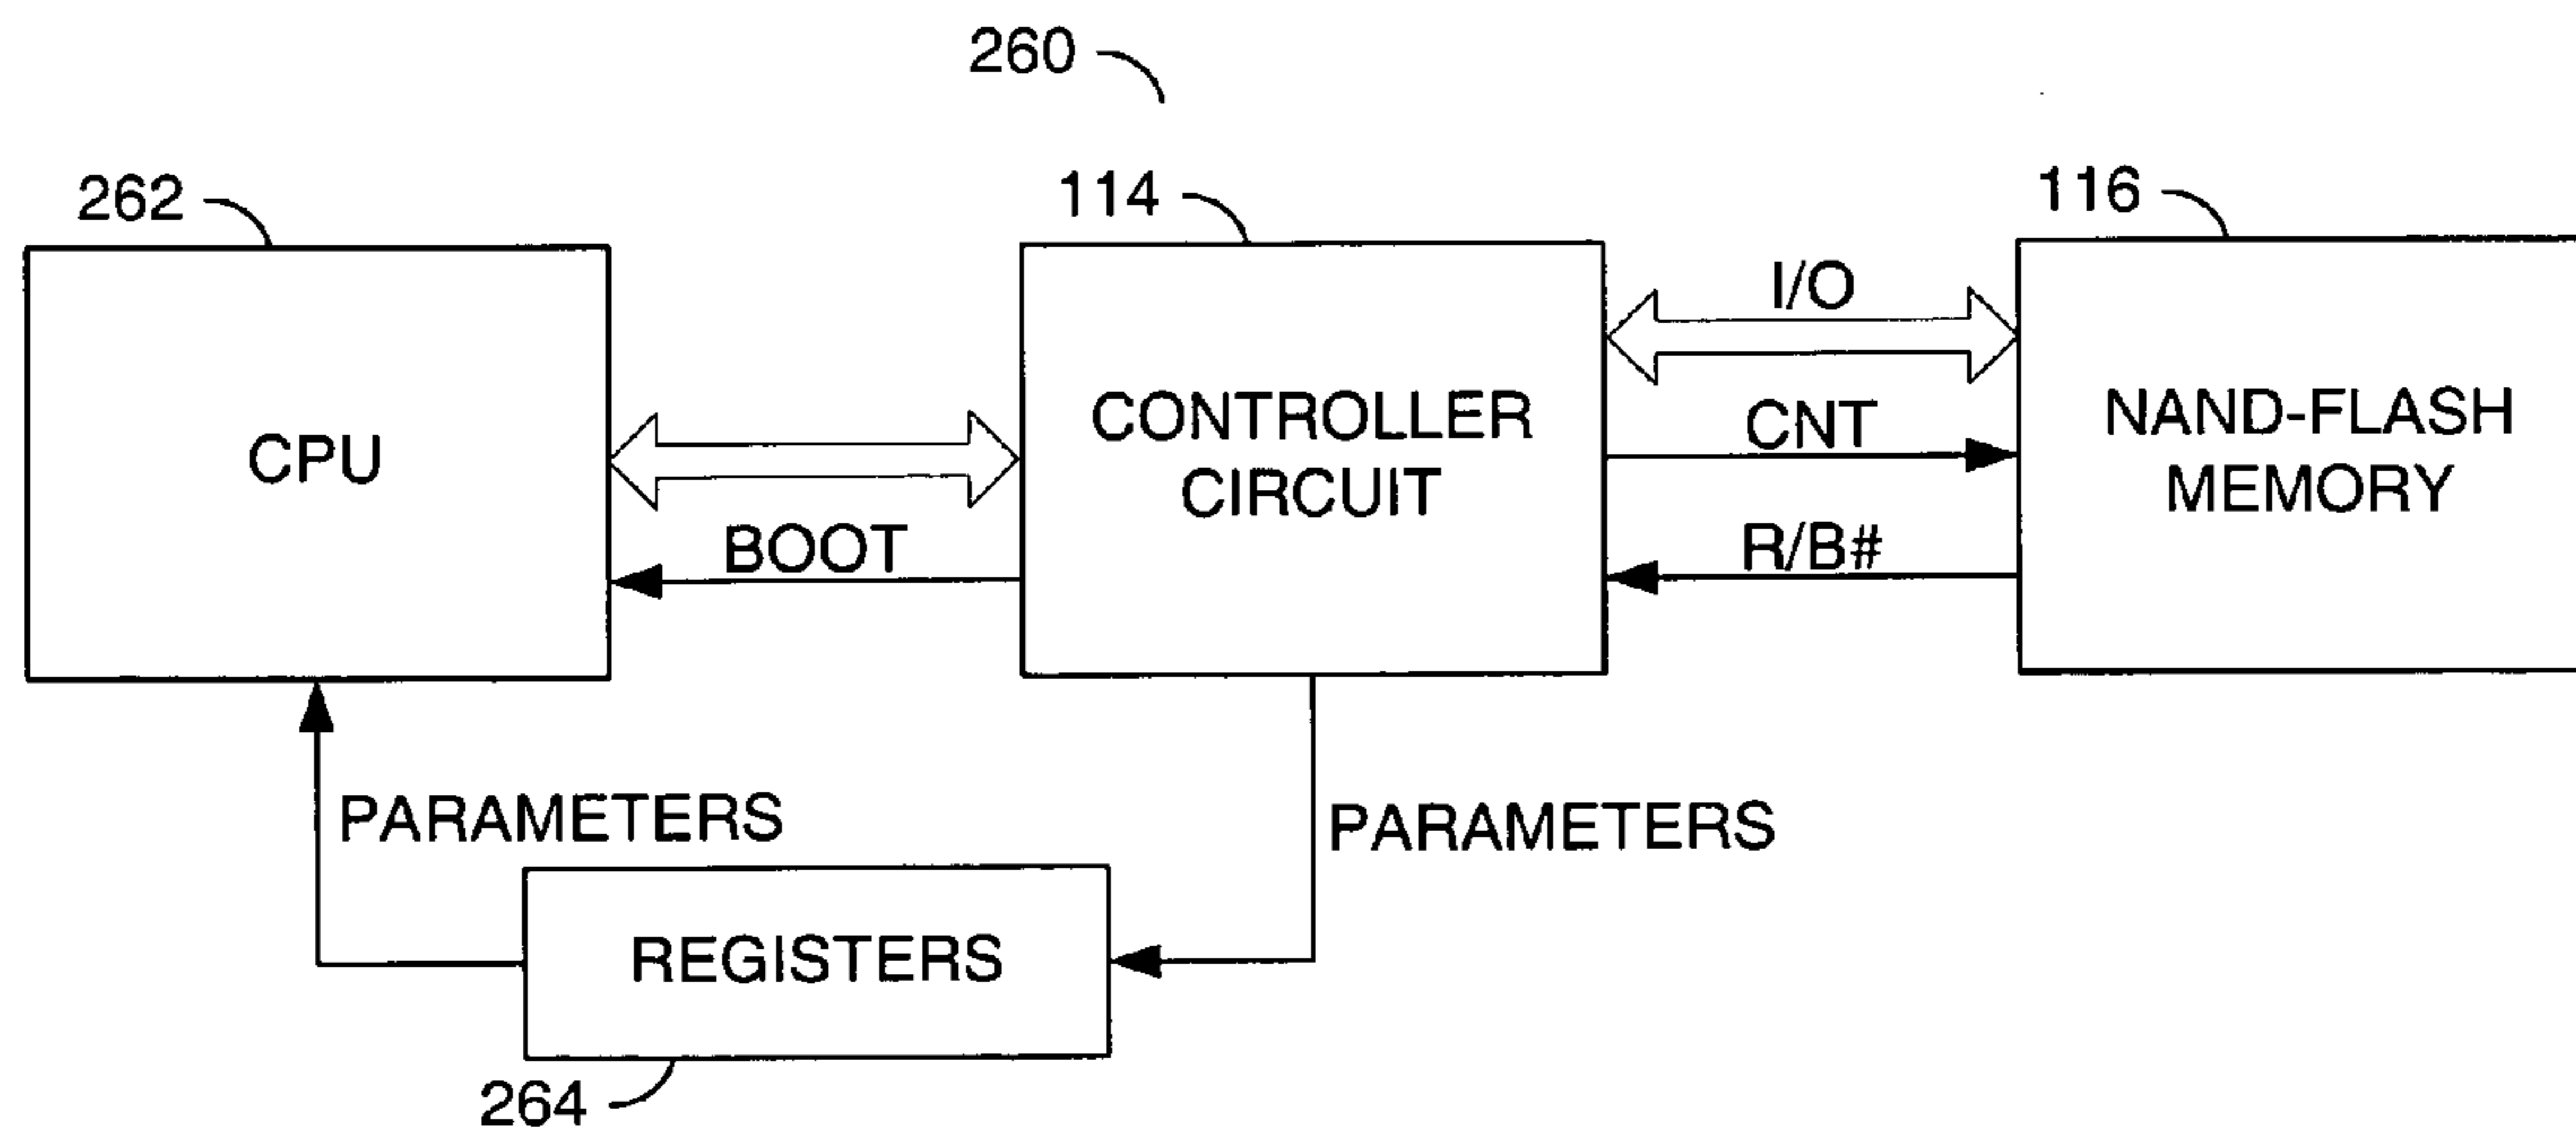 260
262
114
116
I/O
CONTROLLER
CIRCUIT
CNT
NAND-FLASH
MEMORY
CPU
BOOT
R/B#
PARAMETERS
PARAMETERS
REGISTERS
264